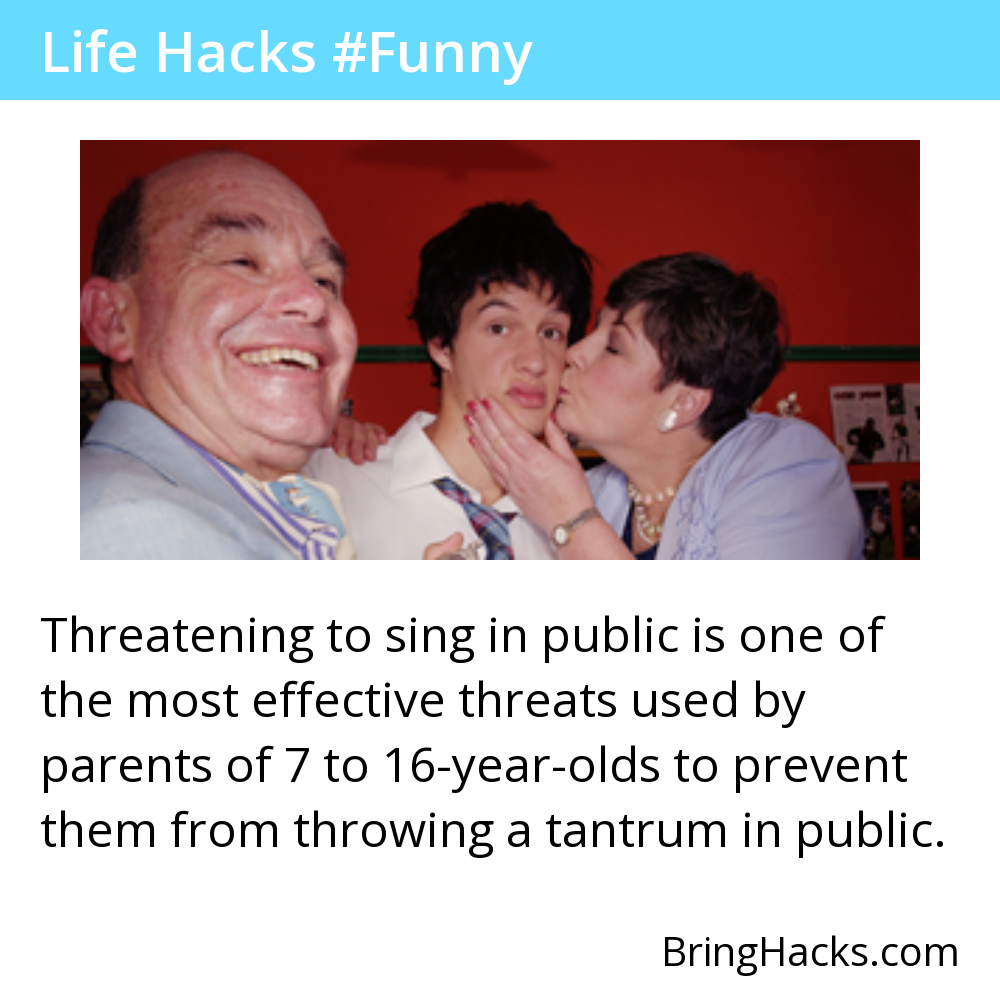 Life Hacks #Funny
Threatening to sing in public is one of
the most effective threats used by
parents of 7 to 16-year-olds to prevent
them from throwing a tantrum in public.
BringHacks.com